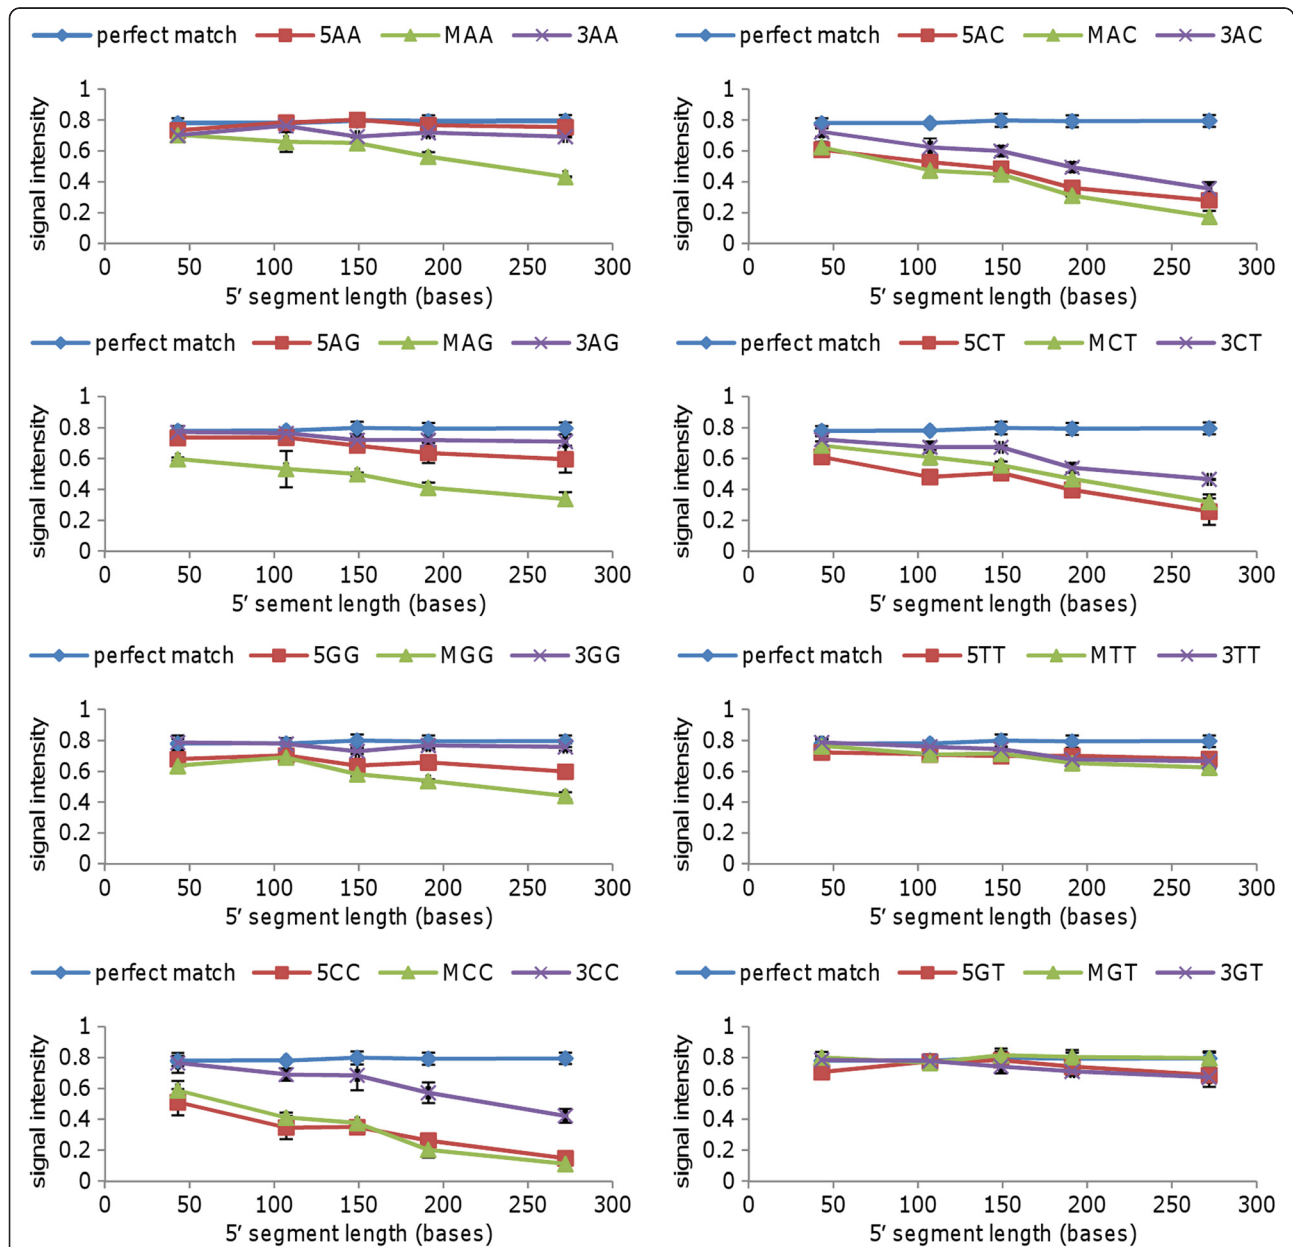 perfect match 5AA MAA 3AA
signal intensity
1
0.8
0.6
0.4
0.2
0
0 50 100 150 200 250 300
5' segment length (bases)
perfect match 5AC MAC 3AC
signal intensity
1
0.8
0.6
0.4
0.2
0
0 50 100 150 200 250 300
5' segment length (bases)
perfect match 5AG MAG 3AG
signal intensity
1
0.8
0.6
0.4
0.2
0
0 50 100 150 200 250 300
5' sement length (bases)
perfect match 5CT MCT 3CT
signal intensity
1
0.8
0.6
0.4
0.2
0
0 50 100 150 200 250 300
5' segment length (bases)
perfect match 5GG MGG 3GG
signal intensity
1
0.8
0.6
0.4
0.2
0
0 50 100 150 200 250 300
5' segment length (bases)
perfect match 5TT MTT 3TT
signal intensity
1
0.8
0.6
0.4
0.2
0
0 50 100 150 200 250 300
5' segment length (bases)
perfect match 5CC MCC 3CC
signal intensity
1
0.8
0.6
0.4
0.2
0
0 50 100 150 200 250 300
5' segment length (bases)
perfect match 5GT MGT 3GT
signal intensity
1
0.8
0.6
0.4
0.2
0
0 50 100 150 200 250 300
5' segment length (bases)